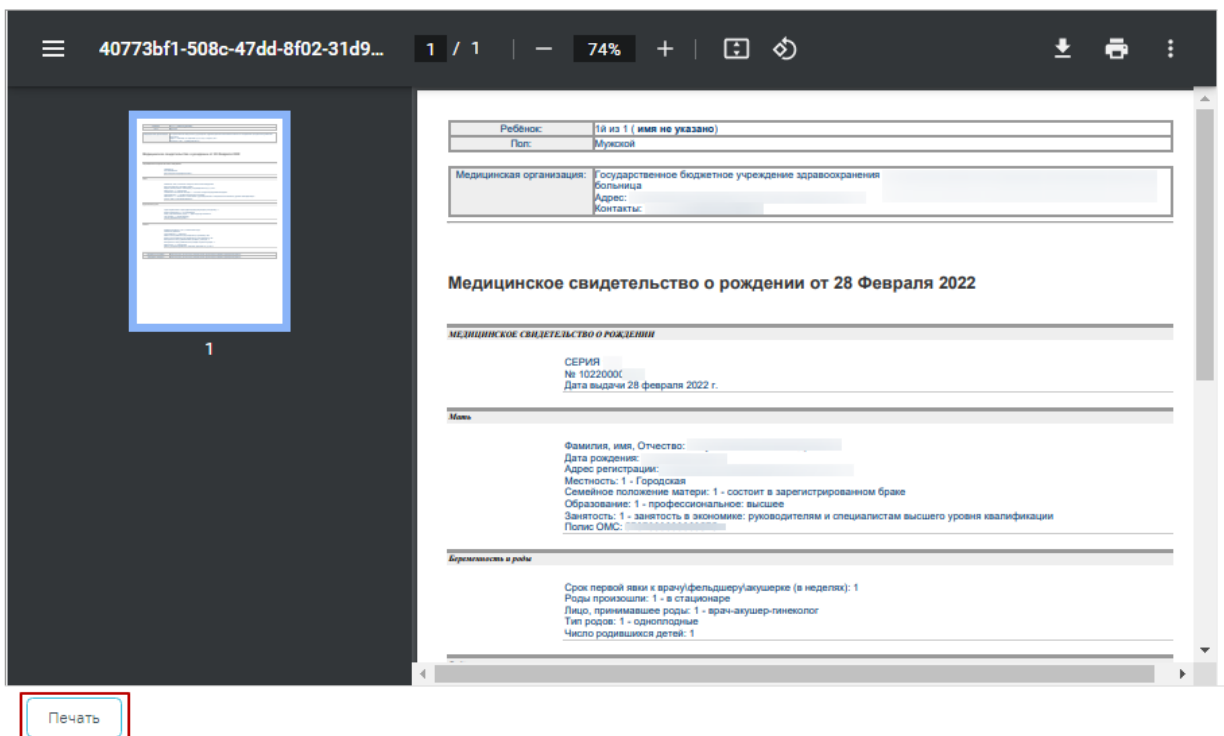 40773bf1-508c-47dd-8f02-31d9... 1 / 1 74%
1
Ребёнок: 1й из 1 ( имя не указано)
Пол: Мужской
Медицинская организация: Государственное бюджетное учреждение здравоохранения
больница
Адрес:
Контакты:
Медицинское свидетельство о рождении от 28 Февраля 2022
МЕДИЦИНСКОЕ СВИДЕТЕЛЬСТВО О РОЖДЕНИИ
СЕРИЯ
№ 10220000
Дата выдачи 28 февраля 2022 г.
Мать
Фамилия, имя, Отчество:
Дата рождения:
Адрес регистрации:
Местность: 1 - Городская
Семейное положение матери: 1 - состоит в зарегистрированном браке
Образование: 1 - профессиональное: высшее
Занятость: 1 - занятость в экономике: руководителям и специалистам высшего уровня квалификации
Полис ОМС:
Беременность и роды
Срок первой явки к врачу\фельдшеру\акушерке (в неделях): 1
Роды произошли: 1 - в стационаре
Лицо, принимавшее роды: 1 - врач-акушер-гинеколог
Тип родов: 1 - одноплодные
Число родившихся детей: 1
Печать